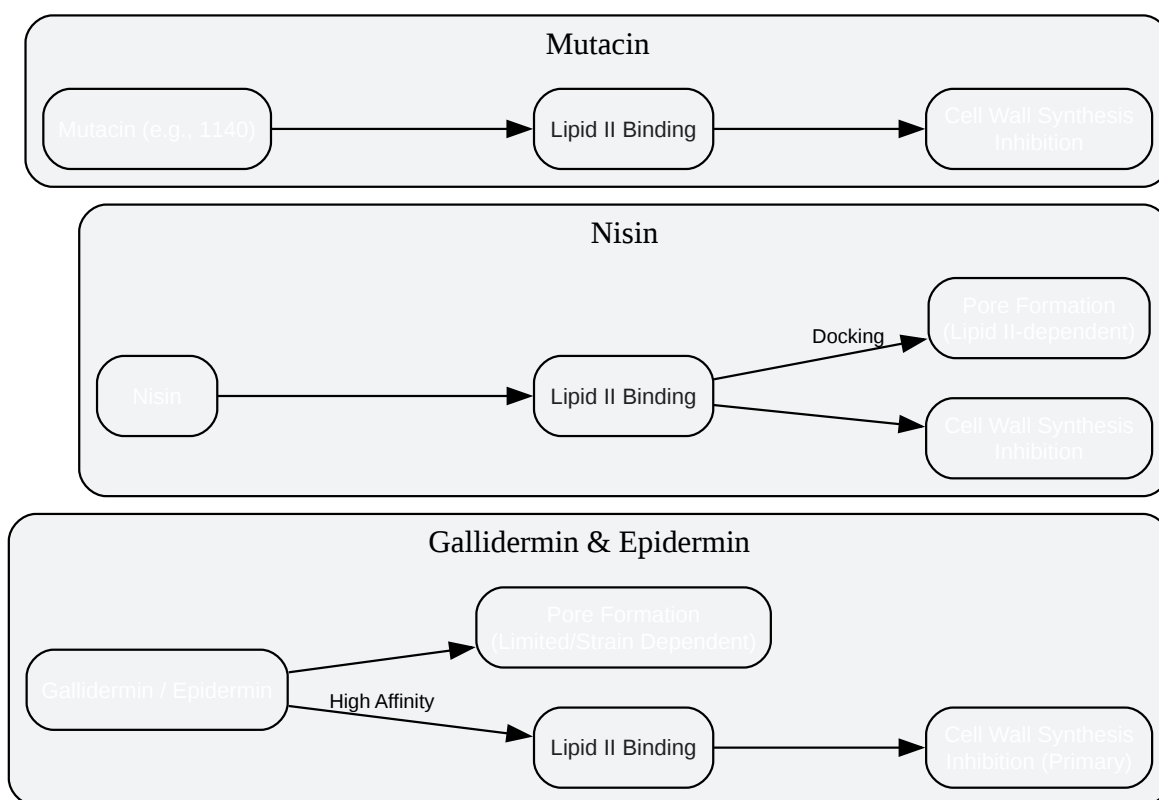 Mutacin
Mutacin (e.g., 1140)
Lipid II Binding
Cell Wall Synthesis
Inhibition
Nisin
Nisin
Lipid II Binding
Docking
Pore Formation
(Lipid II-dependent)
Cell Wall Synthesis
Inhibition
Gallidermin & Epidermin
Gallidermin / Epidermin
Pore Formation
(Limited/Strain Dependent)
High Affinity
Lipid II Binding
Cell Wall Synthesis
Inhibition (Primary)